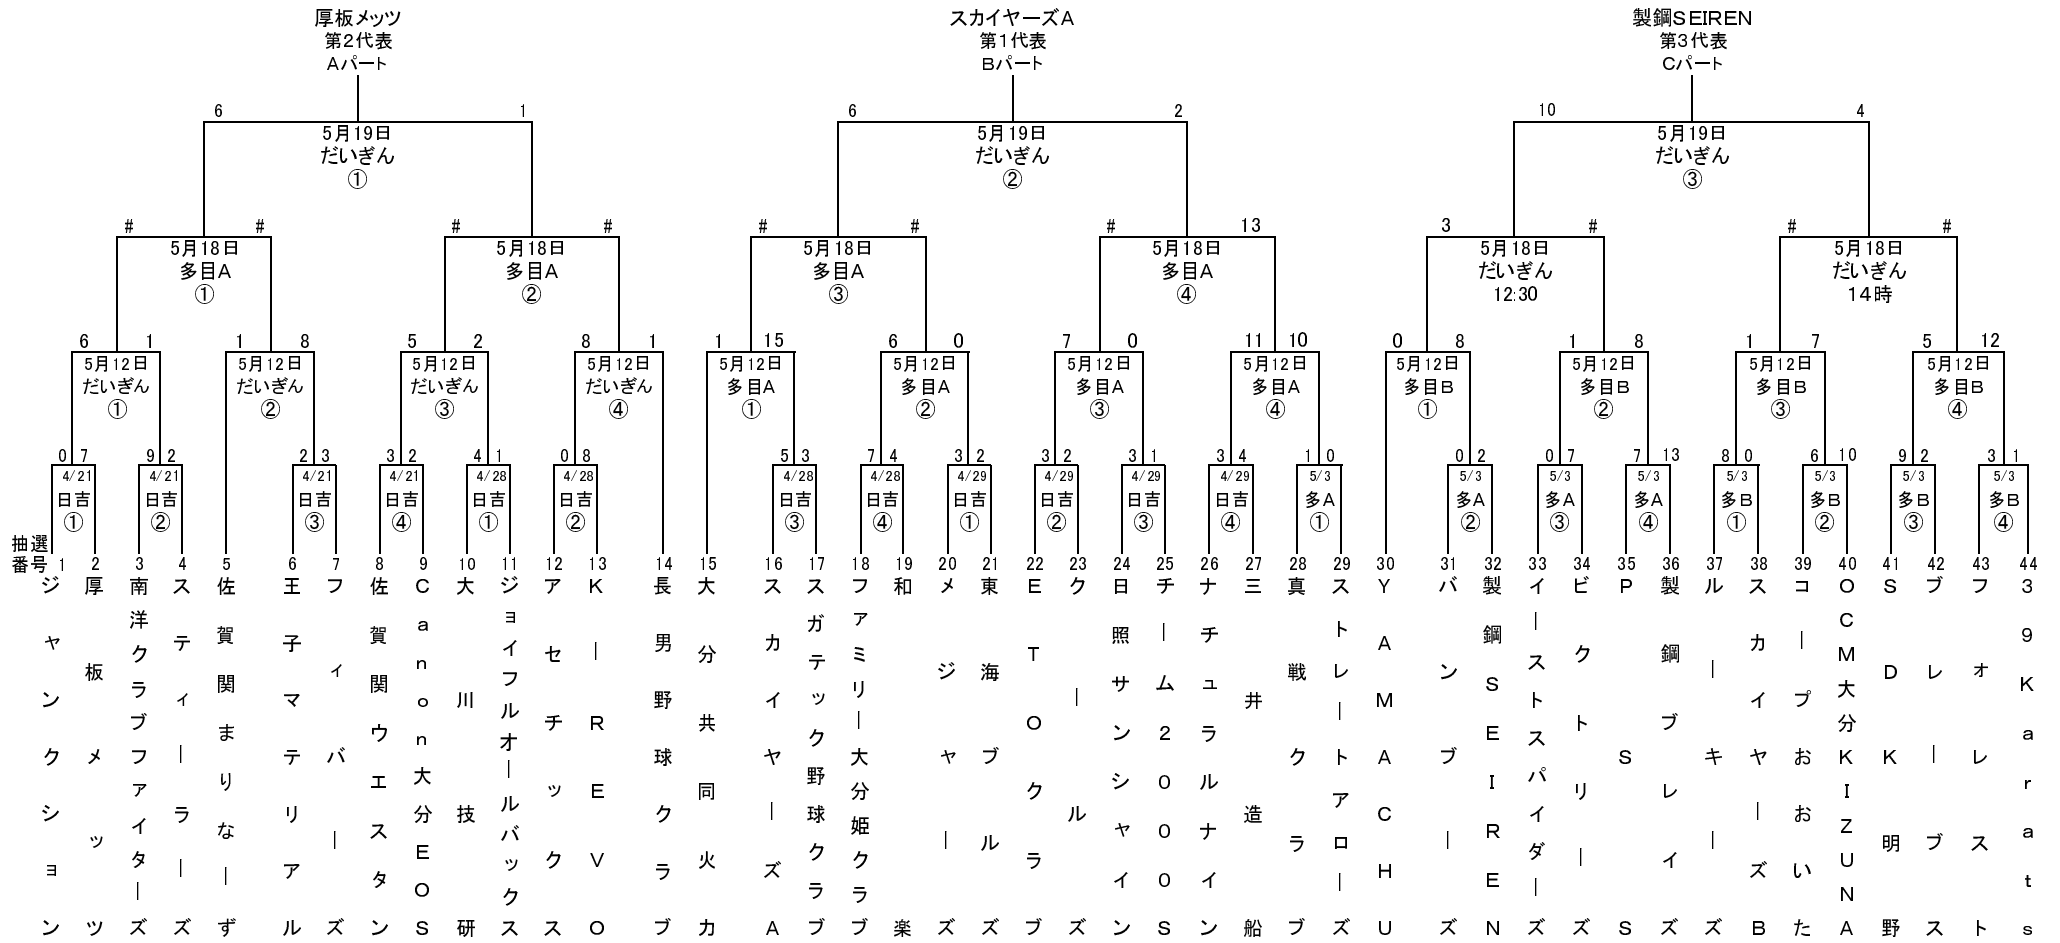 厚板メッツ スカイヤーズA 製鋼SEIREN
第2代表 第1代表 第3代表
Aパート Bパート Cパート
6 1 6 2 10 4
5月19日 5月19日 5月19日
だいぎん だいぎん だいぎん
① ② ③
# # # # # # # 13 3 # # #
5月18日 5月18日 5月18日 5月18日 5月18日 5月18日
多目A 多目A 多目A 多目A だいぎん だいぎん
① ② ③ ④ 12:30 14時
6 1 1 8 5 2 8 1 1 15 6 0 7 0 11 10 0 8 1 8 1 7 5 12
5月12日 5月12日 5月12日 5月12日 5月12日 5月12日 5月12日 5月12日 5月12日 5月12日 5月12日 5月12日
だいぎん だいぎん だいぎん だいぎん 多目A 多目A 多目A 多目A 多目B 多目B 多目B 多目B
① ② ③ ④ ① ② ③ ④ ① ② ③ ④
0 7 9 2 2 3 3 2 4 1 0 8 5 3 7 4 3 2 3 2 3 1 3 4 1 0 0 2 0 7 7 13 8 0 6 10 9 2 3 1
4/21 4/21 4/21 4/21 4/28 4/28 4/28 4/28 4/29 4/29 4/29 4/29 5/3 5/3 5/3 5/3 5/3 5/3 5/3 5/3
日吉 日吉 日吉 日吉 日吉 日吉 日吉 日吉 日吉 日吉 日吉 日吉 多A 多A 多A 多A 多B 多B 多B 多B
① ② ③ ④ ① ② ③ ④ ① ② ③ ④ ① ② ③ ④ ① ② ③ ④
抽選
番号
1 ジャンクション
2 厚板メッツ
3 南洋クラブファイターズ
4 スティーラーズ
5 佐賀関まりなーず
6 王子マテリアル
7 フィバーズ
8 佐賀関ウエスタン
9 Canon大分EOS
10 大川技研
11 ジョイフルオールバックス
12 アセチックス
13 K-REVO
14 長男野球クラブ
15 大分共同火力
16 スカイヤーズA
17 スガテック野球クラブ
18 ファミリー大分姫クラブ
19 和楽
20 メジャーズ
21 東海ブルズ
22 ETOクラブ
23 クールズ
24 日照サンシャイン
25 チーム2000S
26 ナチュラルナイン
27 三井造船
28 真戦クラブ
29 ストレートアローズ
30 YAMACHU
31 バンブーズ
32 製鋼SEIREN
33 イーストスパイダーズ
34 ビクトリーズ
35 PSS
36 製鋼ブレイズ
37 ルーキーズ
38 スカイヤーズB
39 コープおおいた
40 OCM大分KIZUNA
41 SDK明野
42 ブレーブス
43 フォレスト
44 39Karats